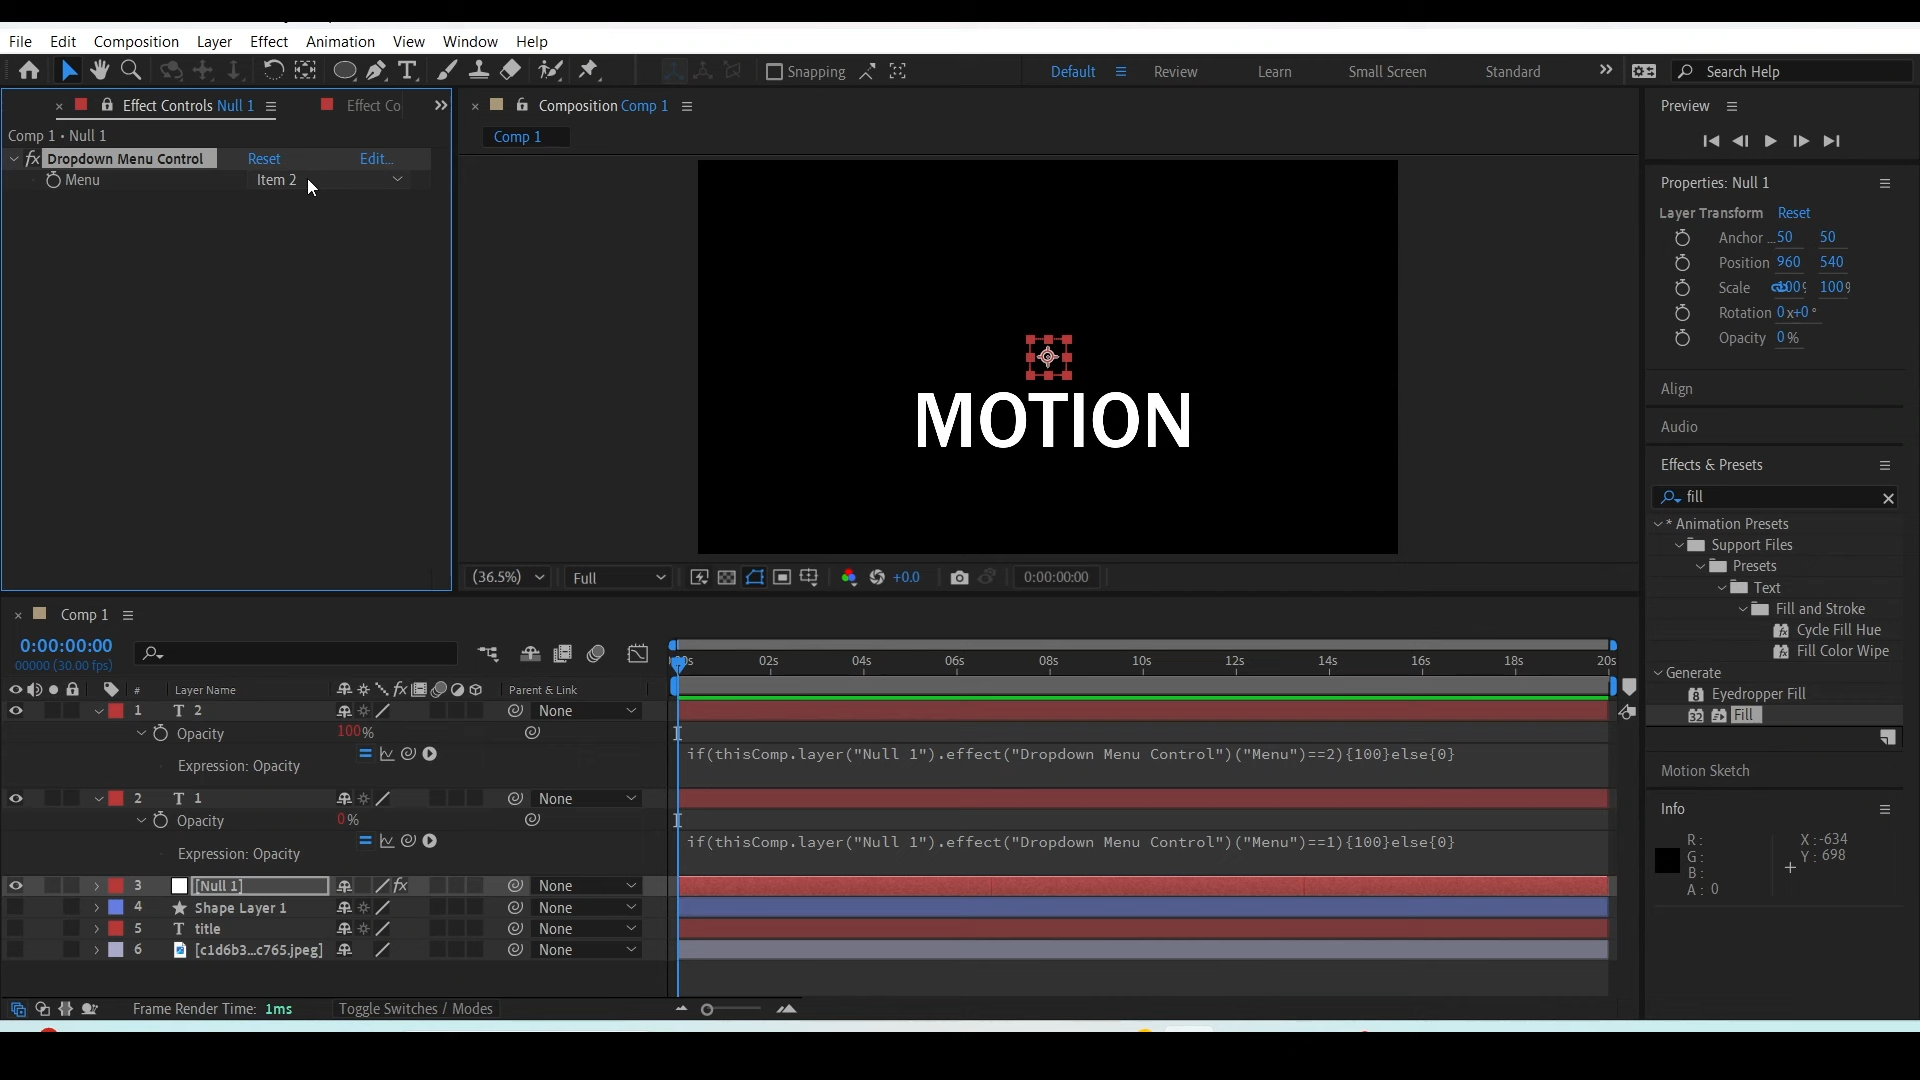 File Edit Composition Layer Effect Animation View Window Help
Snapping Default Review Learn Small Screen Standard Search Help
Effect Controls Null 1 Effect Co
Comp 1 • Null 1
Dropdown Menu Control Reset Edit...
Menu Item 2
Composition Comp 1
Comp 1
MOTION
(36.5%) Full +0.0 0:00:00:00
Preview
Properties: Null 1
Layer Transform Reset
Anchor ... 50 50
Position 960 540
Scale 100% 100%
Rotation 0x+0°
Opacity 0%
Align
Audio
Effects & Presets
fill
* Animation Presets
Support Files
Presets
Text
Fill and Stroke
Cycle Fill Hue
Fill Color Wipe
Generate
Eyedropper Fill
32 Fill
Motion Sketch
Info
R: X: -634
G: Y: 698
B:
A: 0
Comp 1
0:00:00:00
00000 (30.00 fps)
02s 04s 06s 08s 10s 12s 14s 16s 18s 20s
# Layer Name fx Parent & Link
1 T 2 None
Opacity 100%
Expression: Opacity if(thisComp.layer("Null 1").effect("Dropdown Menu Control")("Menu")==2){100}else{0}
2 T 1 None
Opacity 0%
Expression: Opacity if(thisComp.layer("Null 1").effect("Dropdown Menu Control")("Menu")==1){100}else{0}
3 [Null 1] fx None
4 Shape Layer 1 None
5 T title None
6 [c1d6b3...c765.jpeg] None
Frame Render Time: 1ms Toggle Switches / Modes